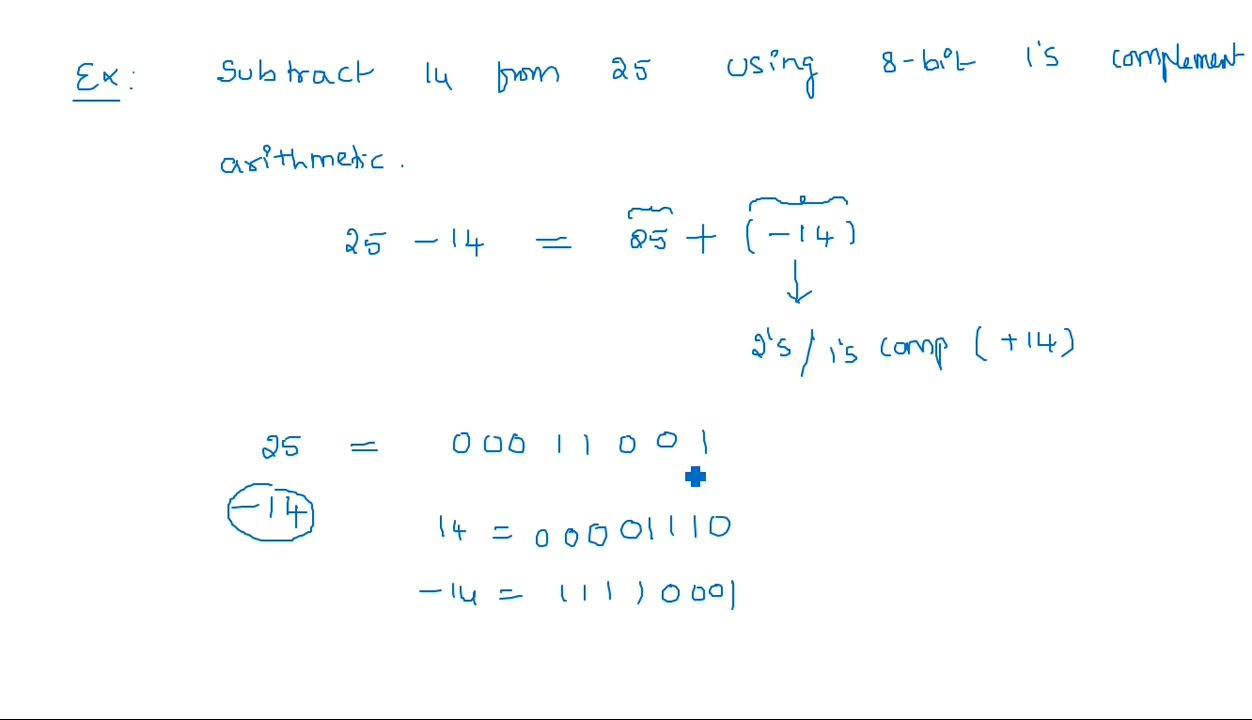 Ex: Subtract 14 from 25 using 8-bit 1's complement
arithmetic.
25 - 14 = 25 + (-14)
2's / 1's comp (+14)
25 = 00011001
-14
14 = 00001110
-14 = 11110001